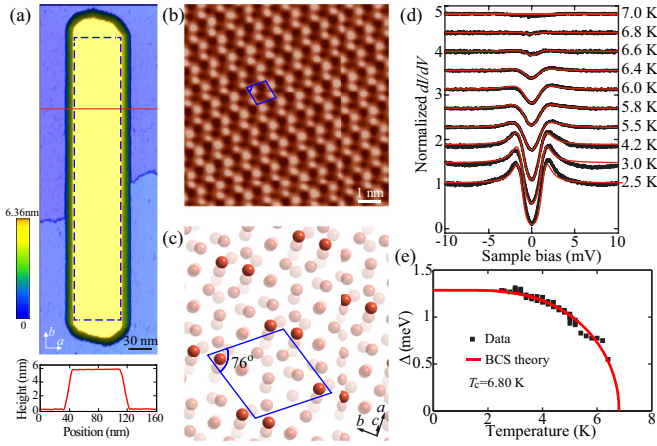 (a)
6.36nm
0
b
a
30 nm
Height (nm)
6
4
2
0
0 40 80 120 160
Position (nm)
(b)
1 nm
(c)
76°
a
b
c
(d)
Normalized dI/dV
5
4
3
2
1
0
7.0 K
6.8 K
6.6 K
6.4 K
6.0 K
5.8 K
5.5 K
4.2 K
3.0 K
2.5 K
-10 -5 0 5 10
Sample bias (mV)
(e)
Δ (meV)
1.5
1
0.5
0
Data
BCS theory
Tc=6.80 K
0 2 4 6 8
Temperature (K)